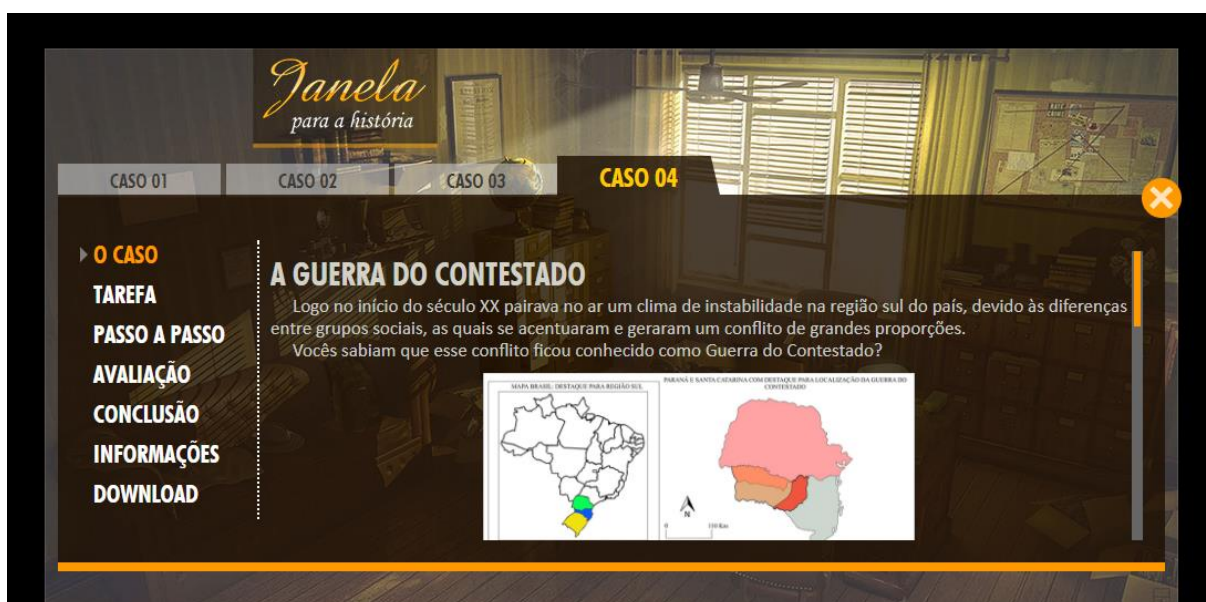 Janela
para a história
CASO 01
CASO 02
CASO 03
CASO 04
O CASO
TAREFA
PASSO A PASSO
AVALIAÇÃO
CONCLUSÃO
INFORMAÇÕES
DOWNLOAD
A GUERRA DO CONTESTADO
Logo no início do século XX pairava no ar um clima de instabilidade na região sul do país, devido às diferenças
entre grupos sociais, as quais se acentuaram e geraram um conflito de grandes proporções.
Vocês sabiam que esse conflito ficou conhecido como Guerra do Contestado?
MAPA BRASIL: DESTAQUE PARA REGIÃO SUL
PARANÁ E SANTA CATARINA COM DESTAQUE PARA LOCALIZAÇÃO DA GUERRA DO
CONTESTADO
N
0 110 Km